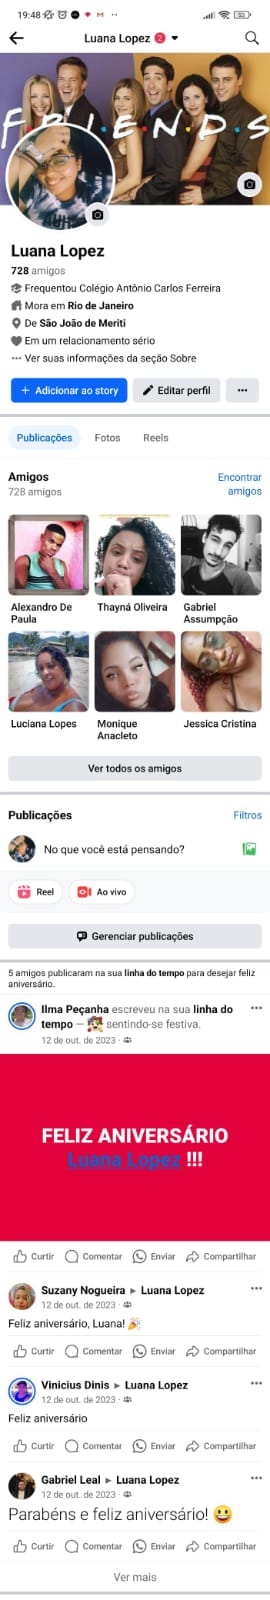 19:48
Luana Lopez 2
F.R.I.E.N.D.S
Luana Lopez
728 amigos
Frequentou Colégio Antônio Carlos Ferreira
Mora em Rio de Janeiro
De São João de Meriti
Em um relacionamento sério
Ver suas informações da seção Sobre
+ Adicionar ao story
Editar perfil
Publicações Fotos Reels
Amigos
728 amigos
Encontrar
amigos
Alexandro De
Paula
Thayná Oliveira
Gabriel
Assumpção
Luciana Lopes
Monique
Anacleto
Jessica Cristina
Ver todos os amigos
Publicações Filtros
No que você está pensando?
Reel Ao vivo
Gerenciar publicações
5 amigos publicaram na sua linha do tempo para desejar feliz
aniversário.
Ilma Peçanha escreveu na sua linha do
tempo — sentindo-se festiva.
12 de out. de 2023 ·
FELIZ ANIVERSÁRIO
Luana Lopez !!!
Curtir Comentar Enviar Compartilhar
Suzany Nogueira ▸ Luana Lopez
12 de out. de 2023 ·
Feliz aniversário, Luana! 🎉
Curtir Comentar Enviar Compartilhar
Vinicius Dinis ▸ Luana Lopez
12 de out. de 2023 ·
Feliz aniversário
Curtir Comentar Enviar Compartilhar
Gabriel Leal ▸ Luana Lopez
12 de out. de 2023 ·
Parabéns e feliz aniversário! 😀
Curtir Comentar Enviar Compartilhar
Ver mais